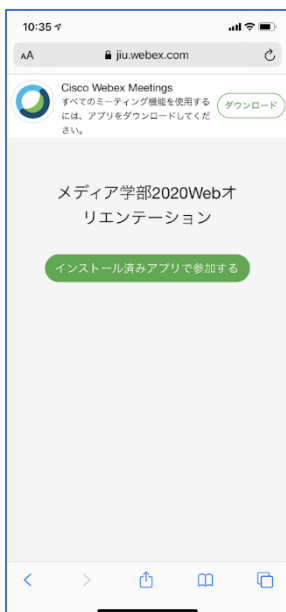 10:35
AA
jiu.webex.com
Cisco Webex Meetings
すべてのミーティング機能を使用する
には、アプリをダウンロードしてくだ
さい。
ダウンロード
メディア学部2020Webオ
リエンテーション
インストール済みアプリで参加する